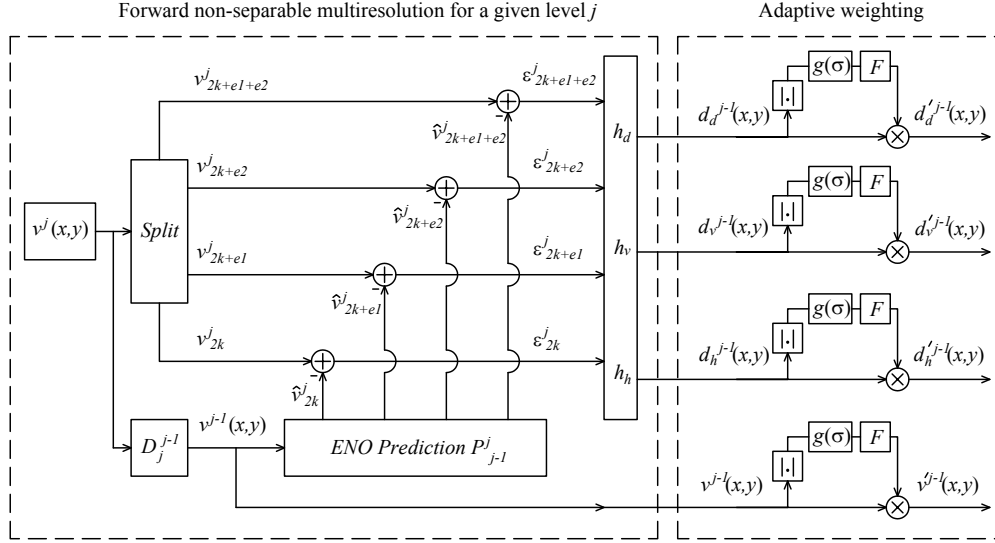 Forward non-separable multiresolution for a given level j
Adaptive weighting
v^j_{2k+e1+e2}
ε^j_{2k+e1+e2}
g(σ) F
|.|
v̂^j_{2k+e1+e2}
h_d
d_d^{j-1}(x,y)
d'_d^{j-1}(x,y)
v^j_{2k+e2}
ε^j_{2k+e2}
g(σ) F
|.|
v^j(x,y)
Split
v̂^j_{2k+e2}
h_v
d_v^{j-1}(x,y)
d'_v^{j-1}(x,y)
v^j_{2k+e1}
ε^j_{2k+e1}
v̂^j_{2k+e1}
g(σ) F
|.|
v^j_{2k}
ε^j_{2k}
h_h
d_h^{j-1}(x,y)
d'_h^{j-1}(x,y)
v̂^j_{2k}
v^{j-1}(x,y)
D_j^{j-1}
ENO Prediction P^j_{j-1}
g(σ) F
|.|
v^{j-1}(x,y)
v'^{j-1}(x,y)